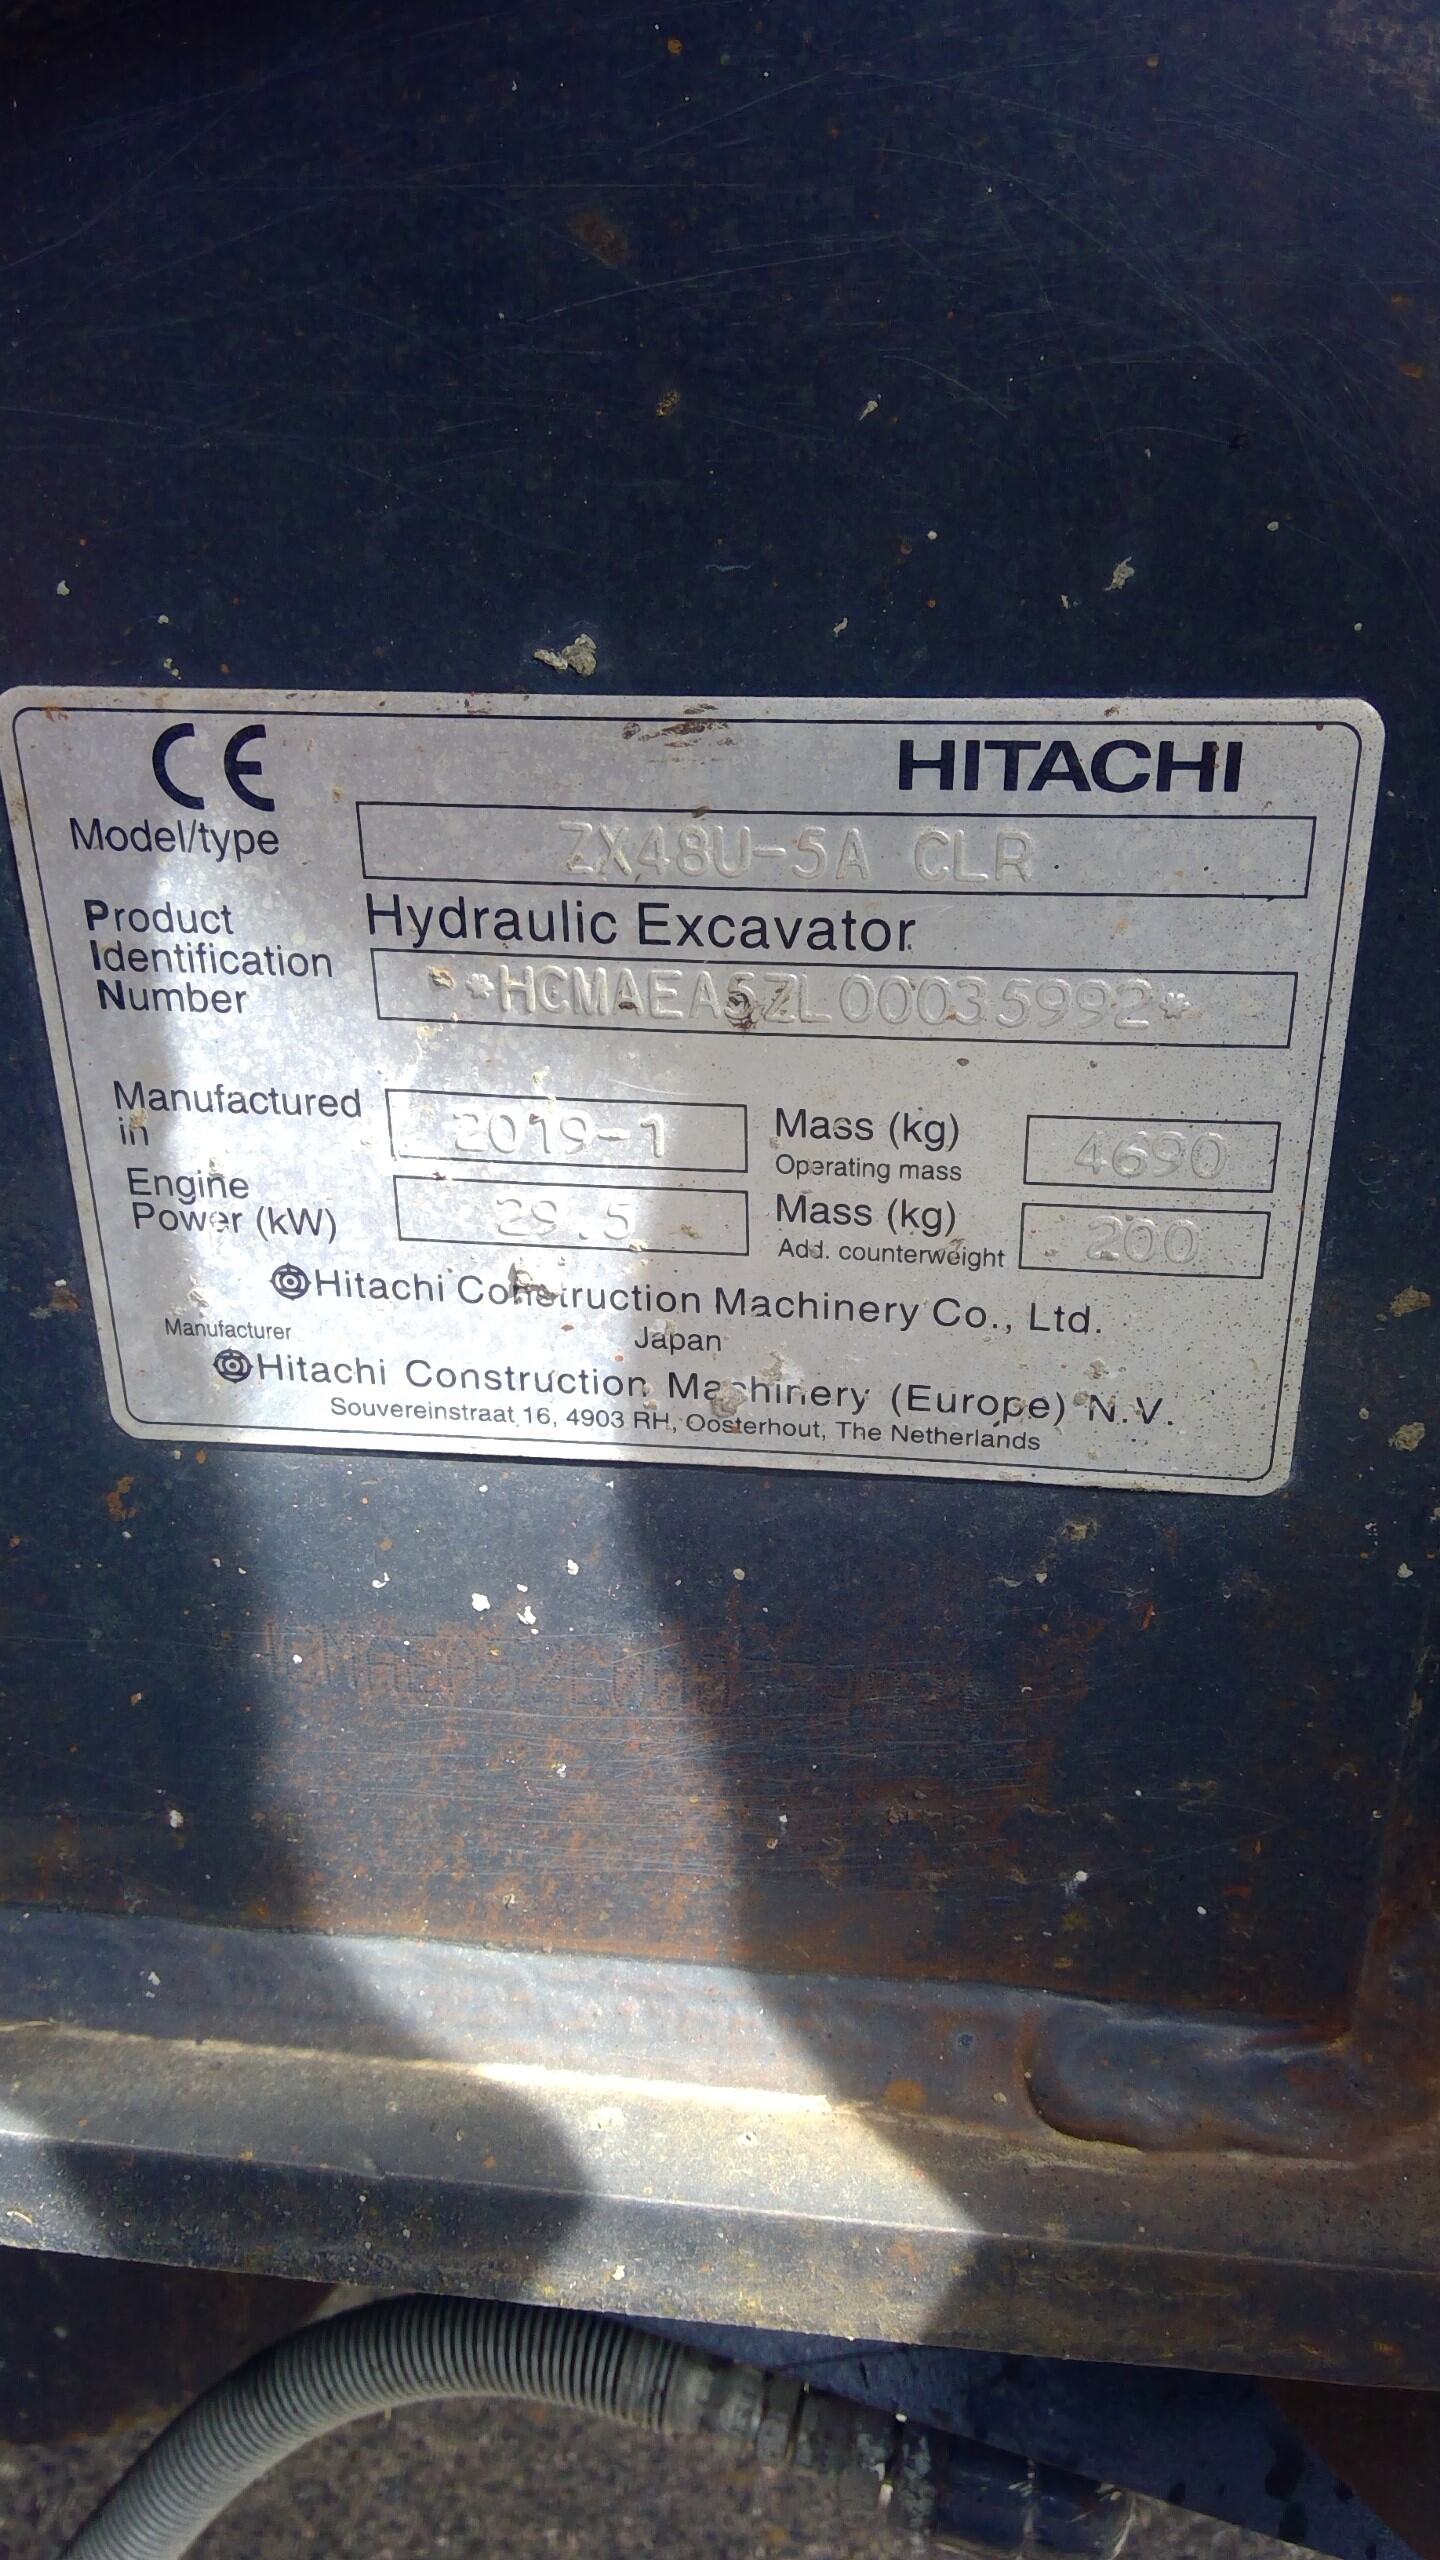 CE HITACHI
Model/type ZX48U-5A CLR
Hydraulic Excavator
Product Identification Number **HCMAEA5ZL00035992*
Manufactured in 2019-1 Mass (kg) Operating mass 4690
Engine Power (kW) 29.5 Mass (kg) Add. counterweight 200
Hitachi Construction Machinery Co., Ltd.
Manufacturer Japan
Hitachi Construction Machinery (Europe) N.V.
Souvereinstraat 16, 4903 RH, Oosterhout, The Netherlands